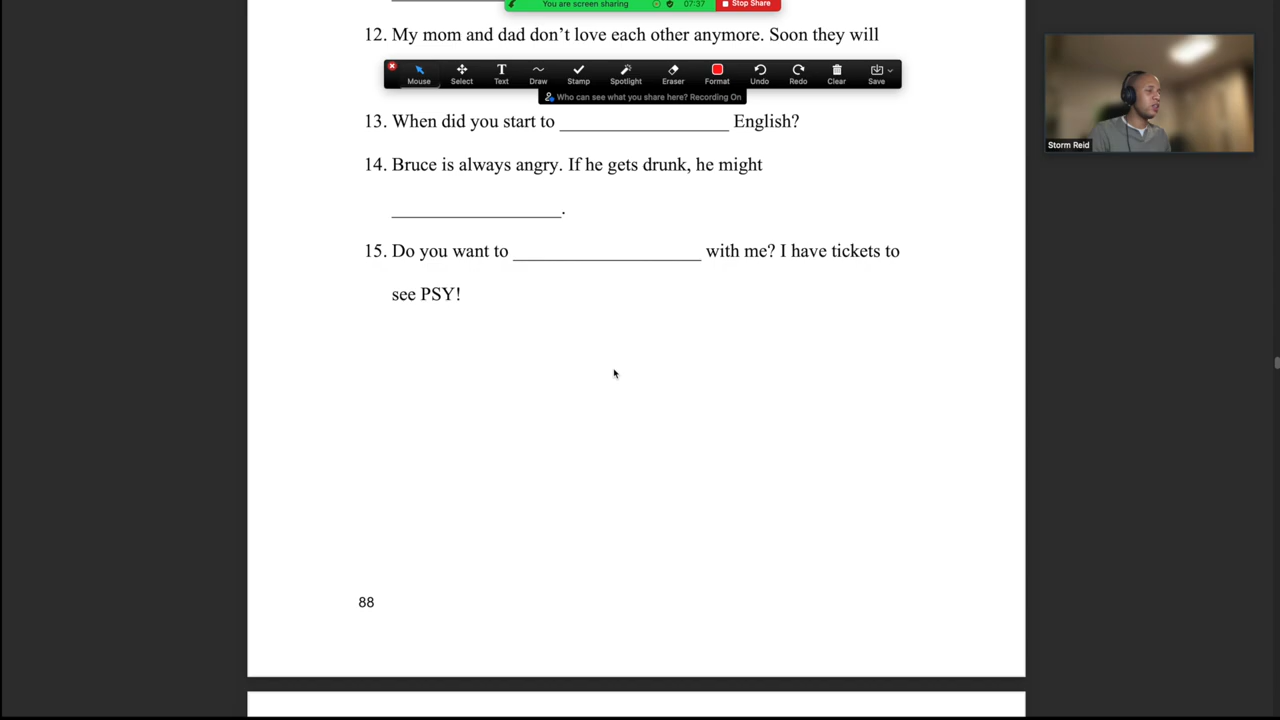 You are screen sharing 07:37 Stop Share
12. My mom and dad don't love each other anymore. Soon they will
Mouse Select Text Draw Stamp Spotlight Eraser Format Undo Redo Clear Save
Who can see what you share here? Recording On
13. When did you start to __________________ English?
14. Bruce is always angry. If he gets drunk, he might
__________________.
15. Do you want to ____________________ with me? I have tickets to
see PSY!
Storm Reid
88